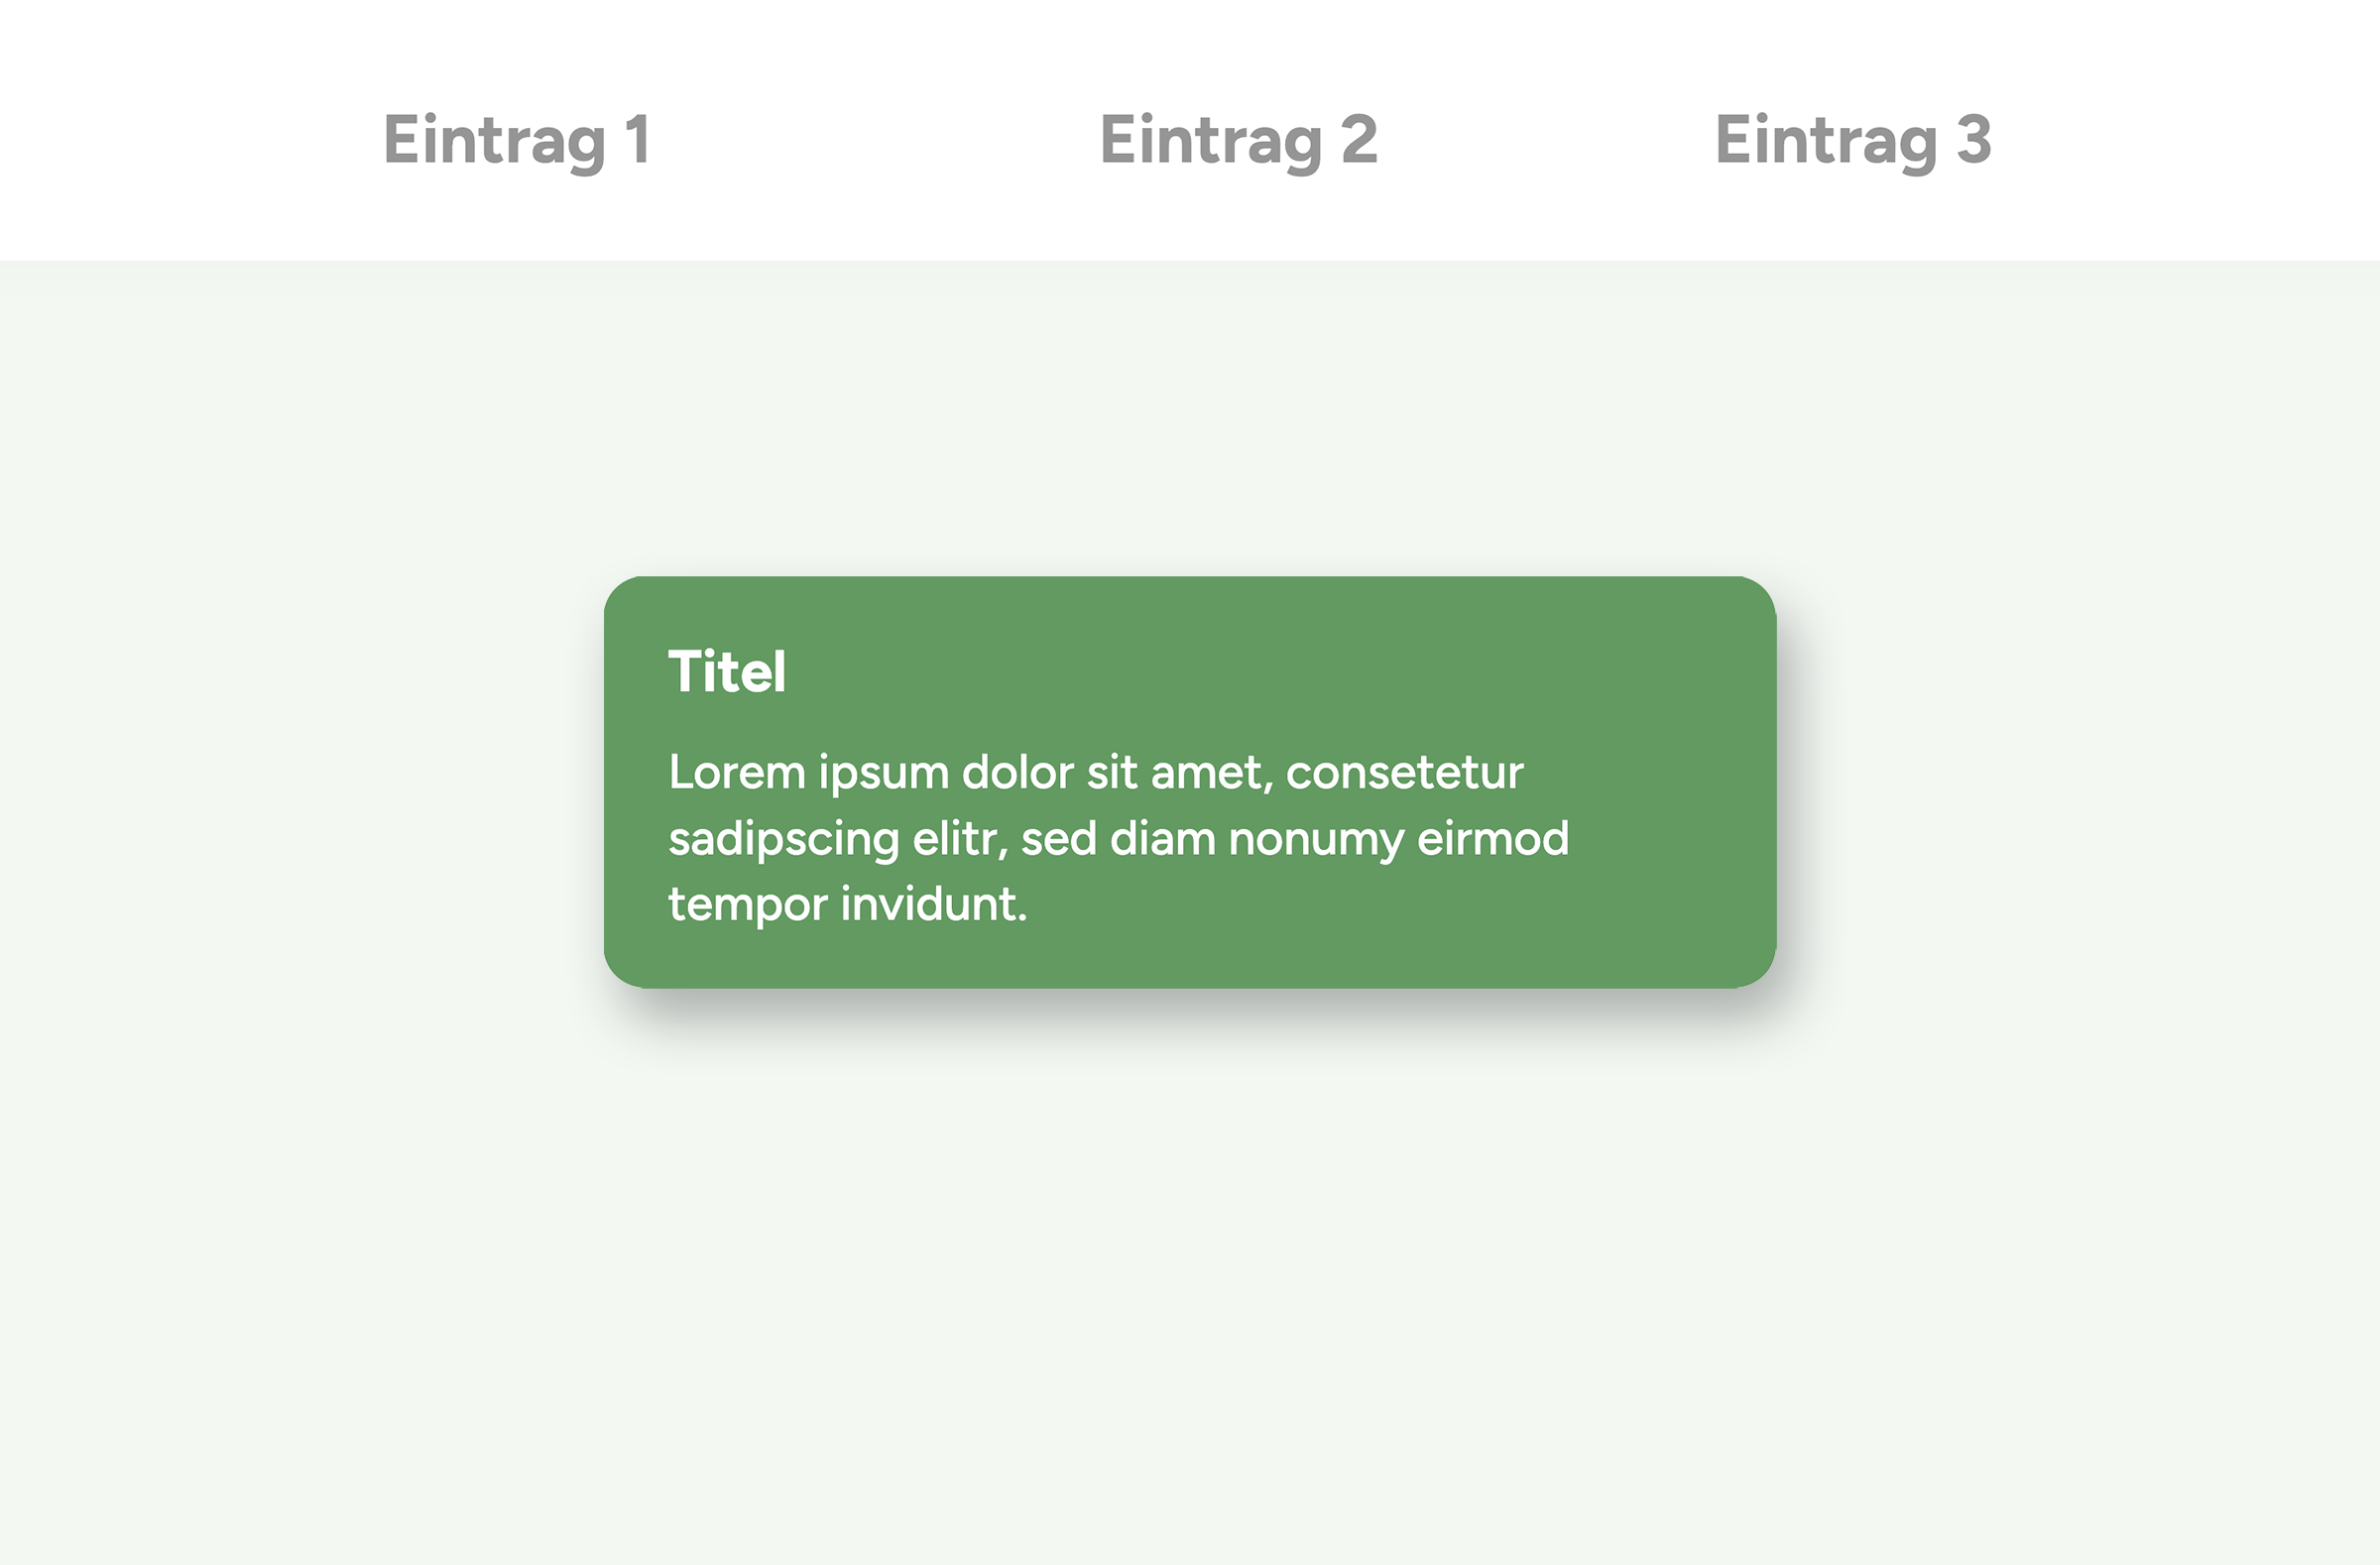 Eintrag 1 Eintrag 2 Eintrag 3
Titel
Lorem ipsum dolor sit amet, consetetur
sadipscing elitr, sed diam nonumy eirmod
tempor invidunt.